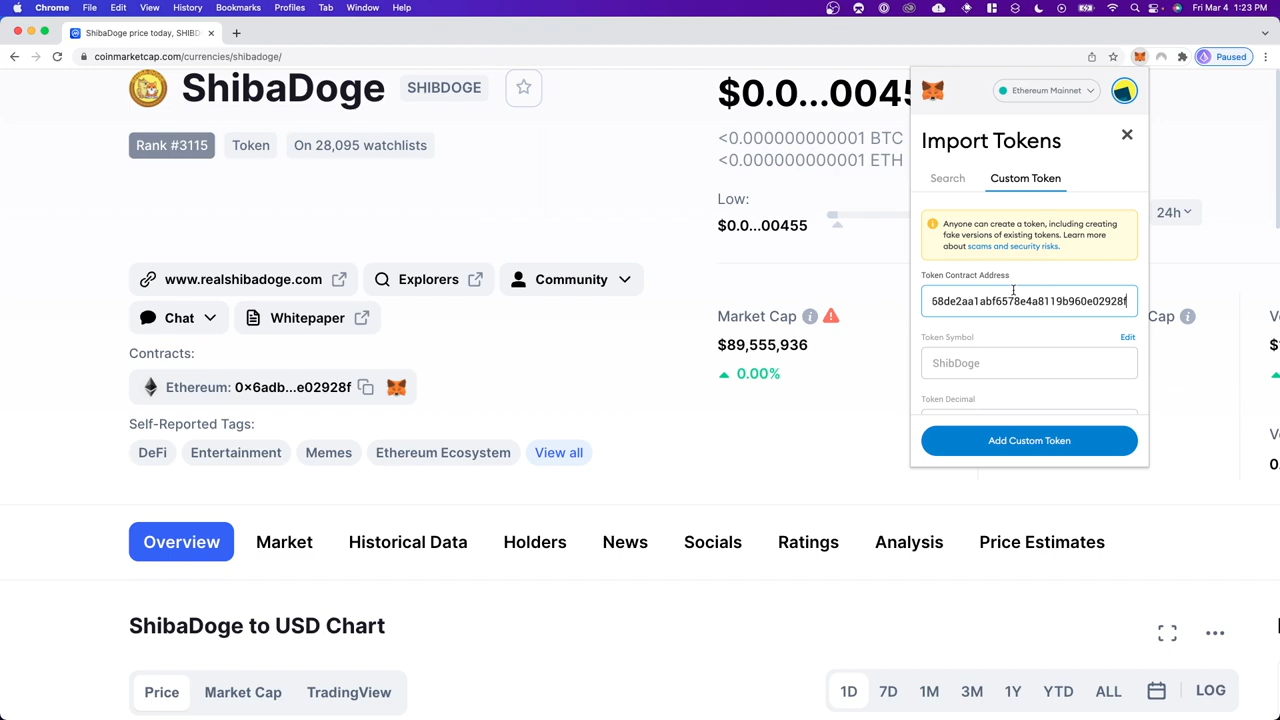 Chrome File Edit View History Bookmarks Profiles Tab Window Help Fri Mar 4 1:23 PM
ShibaDoge price today, SHIBD
coinmarketcap.com/currencies/shibadoge/
Paused
ShibaDoge SHIBDOGE
Rank #3115 Token On 28,095 watchlists
www.realshibadoge.com Explorers Community
Chat Whitepaper
Contracts:
Ethereum: 0x6adb...e02928f
Self-Reported Tags:
DeFi Entertainment Memes Ethereum Ecosystem View all
$0.0...0045
<0.000000000001 BTC
<0.000000000001 ETH
Low:
$0.0...00455
24h
Market Cap
$89,555,936
0.00%
Cap
Ethereum Mainnet
Import Tokens
Search Custom Token
Anyone can create a token, including creating
fake versions of existing tokens. Learn more
about scams and security risks.
Token Contract Address
68de2aa1abf6578e4a8119b960e02928f
Token Symbol Edit
ShibDoge
Token Decimal
Add Custom Token
Overview Market Historical Data Holders News Socials Ratings Analysis Price Estimates
ShibaDoge to USD Chart
Price Market Cap TradingView
1D 7D 1M 3M 1Y YTD ALL LOG